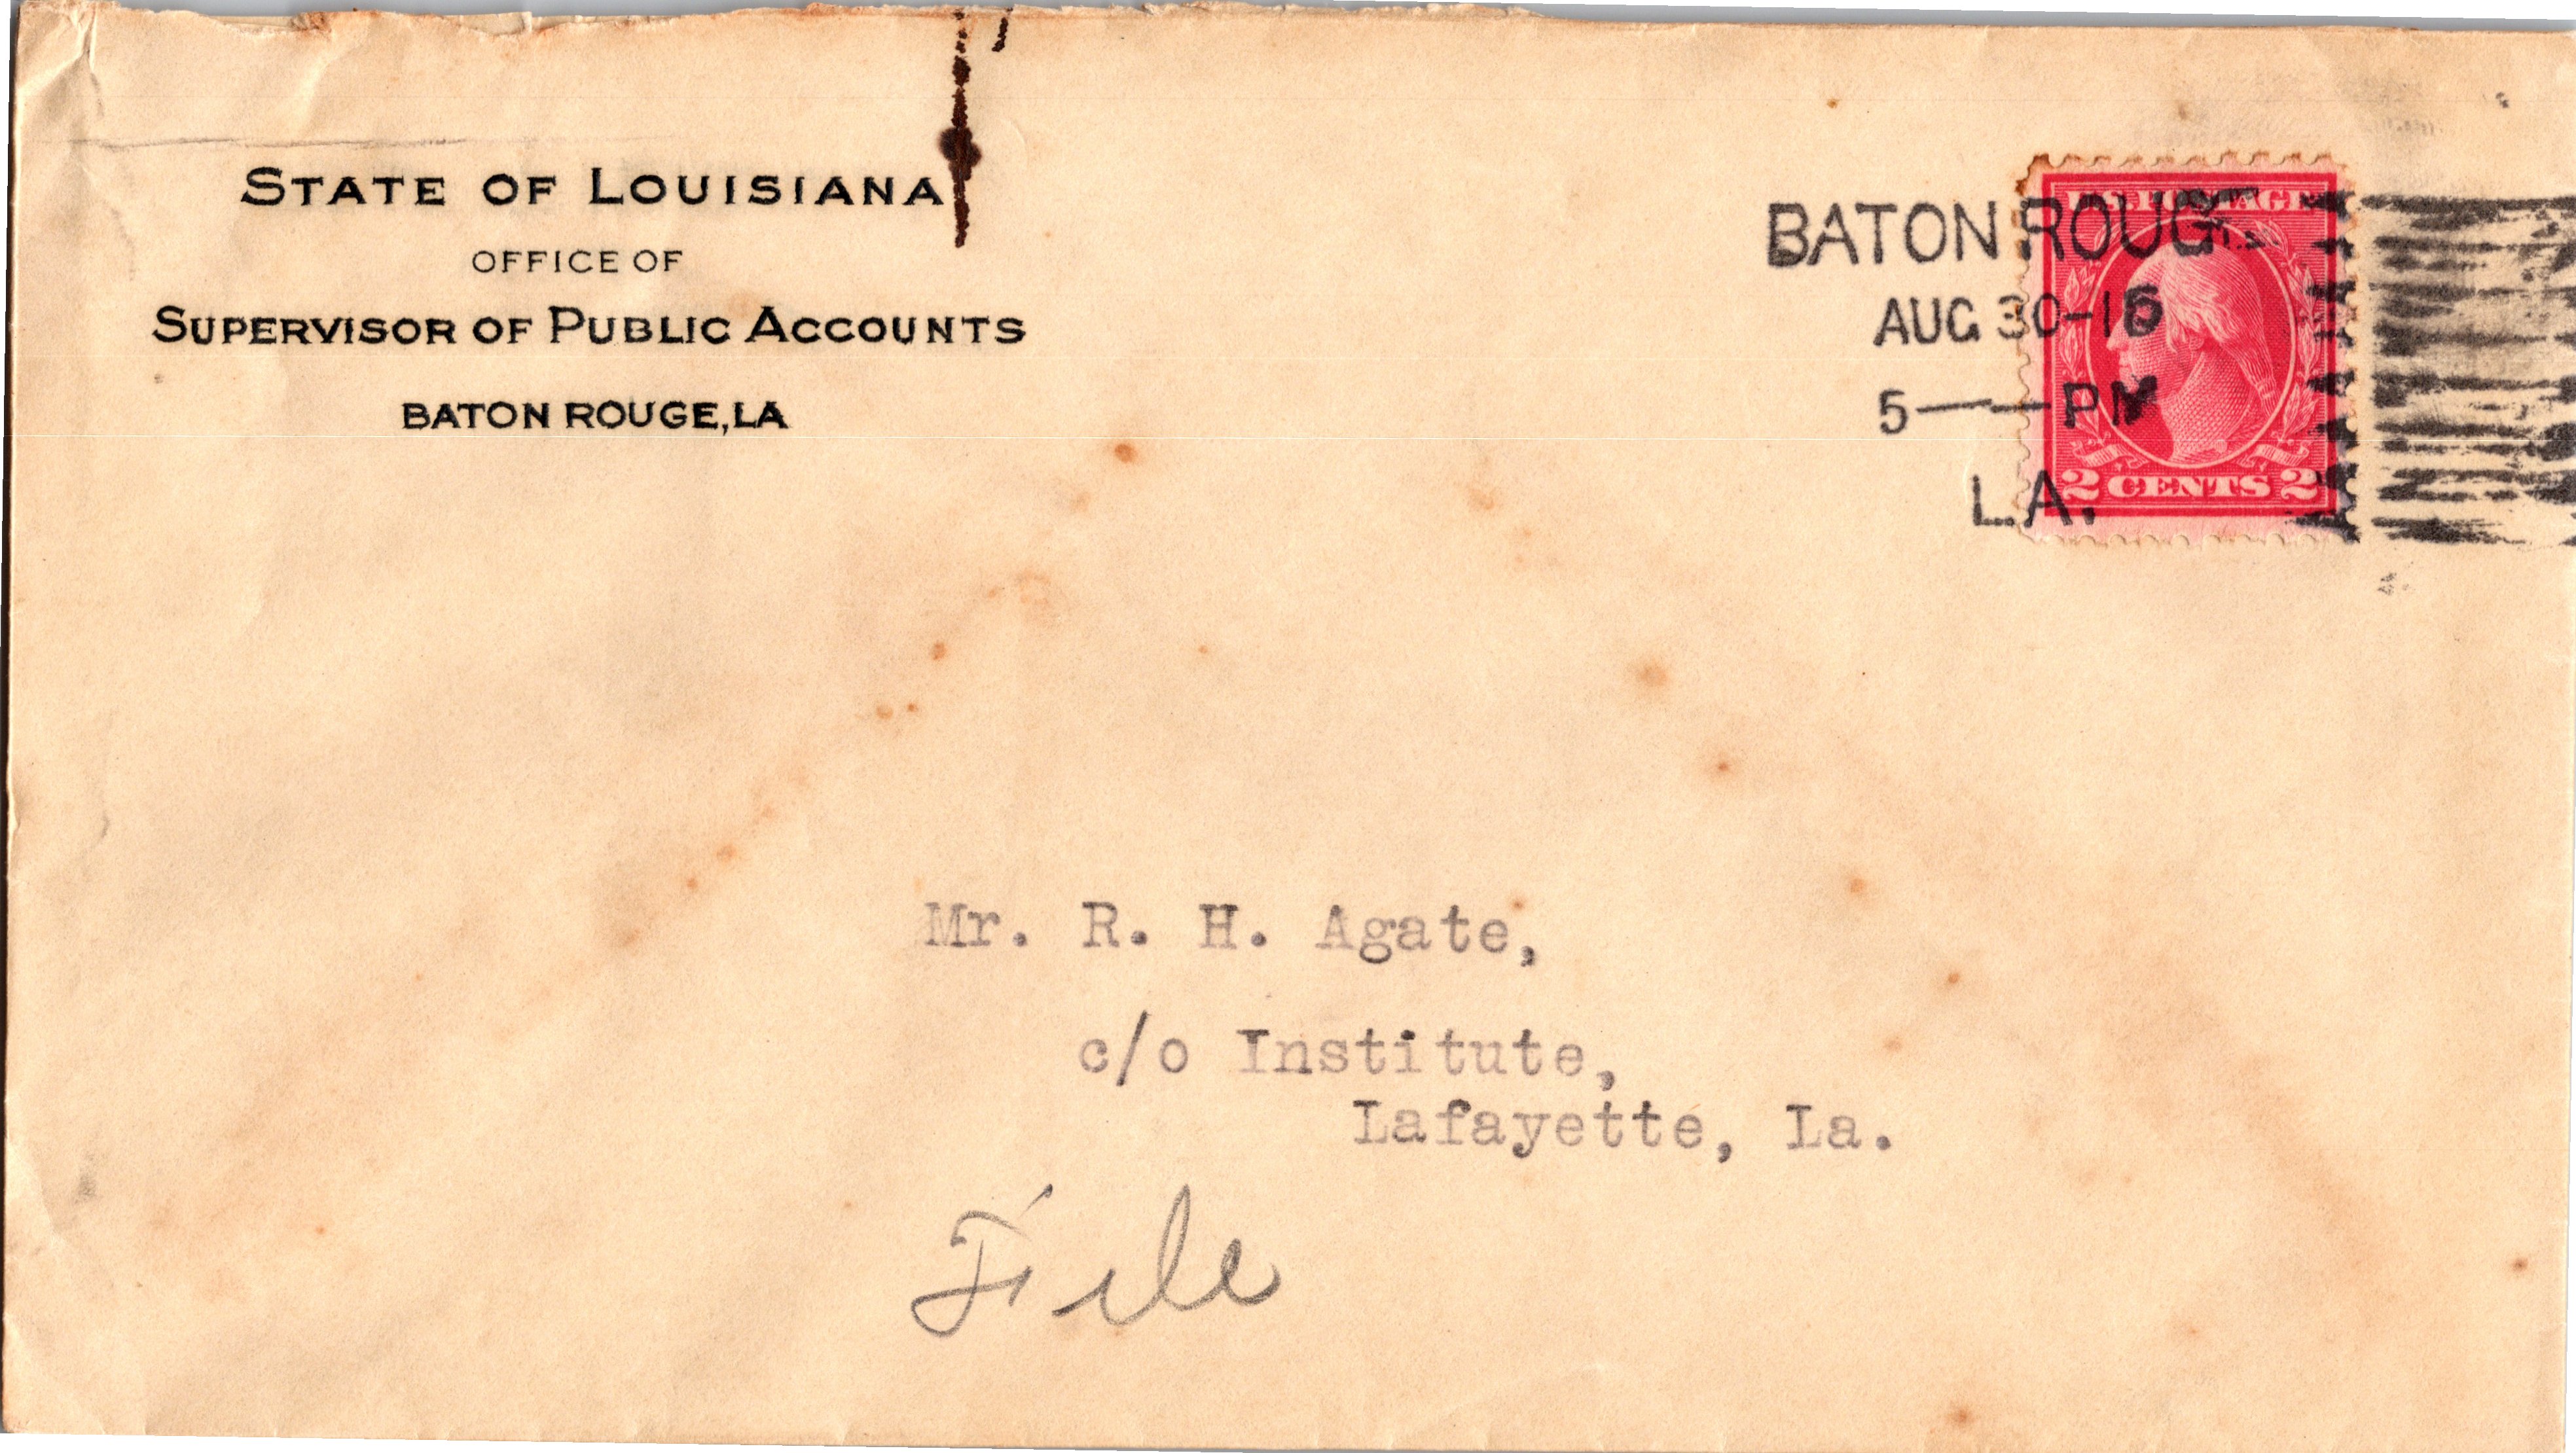 STATE OF LOUISIANA
OFFICE OF
SUPERVISOR OF PUBLIC ACCOUNTS
BATON ROUGE, LA
BATON ROUGE
AUG 30-16
5--PM
LA.
U.S. POSTAGE
2 CENTS 2
Mr. R. H. Agate,
c/o Institute,
Lafayette, La.
File